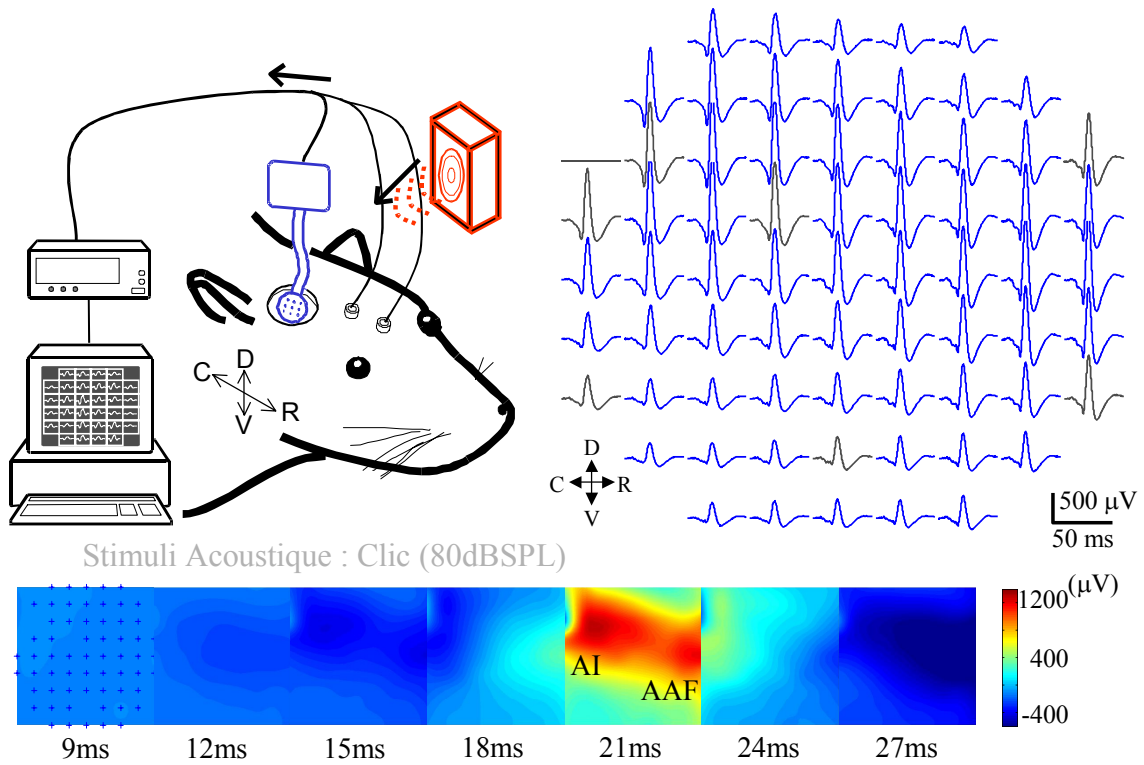 D
C
R
V
D
C R
V
500 μV
50 ms
Stimuli Acoustique : Clic (80dBSPL)
AI
AAF
9ms 12ms 15ms 18ms 21ms 24ms 27ms
(μV)
1200
400
-400